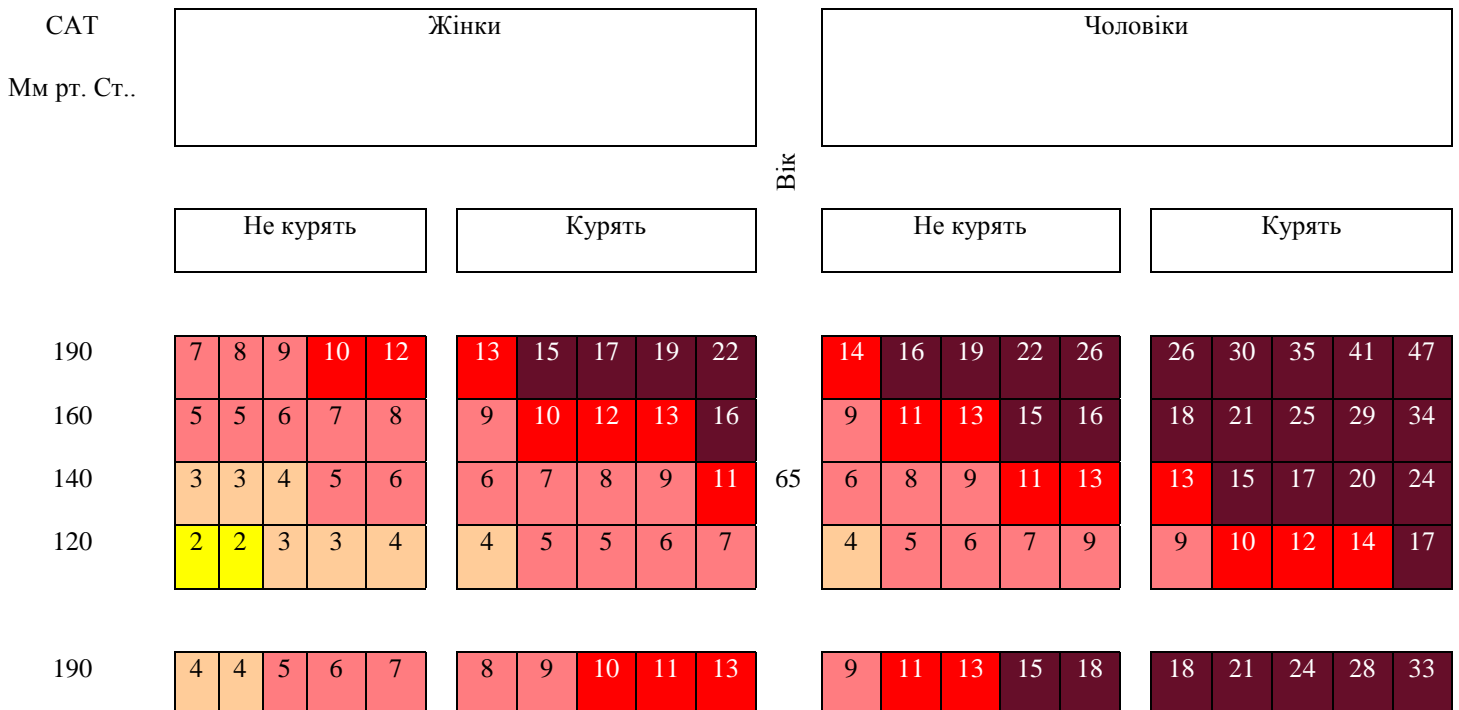 САТ Жінки Чоловіки
Мм рт. Ст..
Вік
Не курять Курять Не курять Курять
190 7 8 9 10 12 13 15 17 19 22 14 16 19 22 26 26 30 35 41 47
160 5 5 6 7 8 9 10 12 13 16 9 11 13 15 16 18 21 25 29 34
140 3 3 4 5 6 6 7 8 9 11 65 6 8 9 11 13 13 15 17 20 24
120 2 2 3 3 4 4 5 5 6 7 4 5 6 7 9 9 10 12 14 17
190 4 4 5 6 7 8 9 10 11 13 9 11 13 15 18 18 21 24 28 33